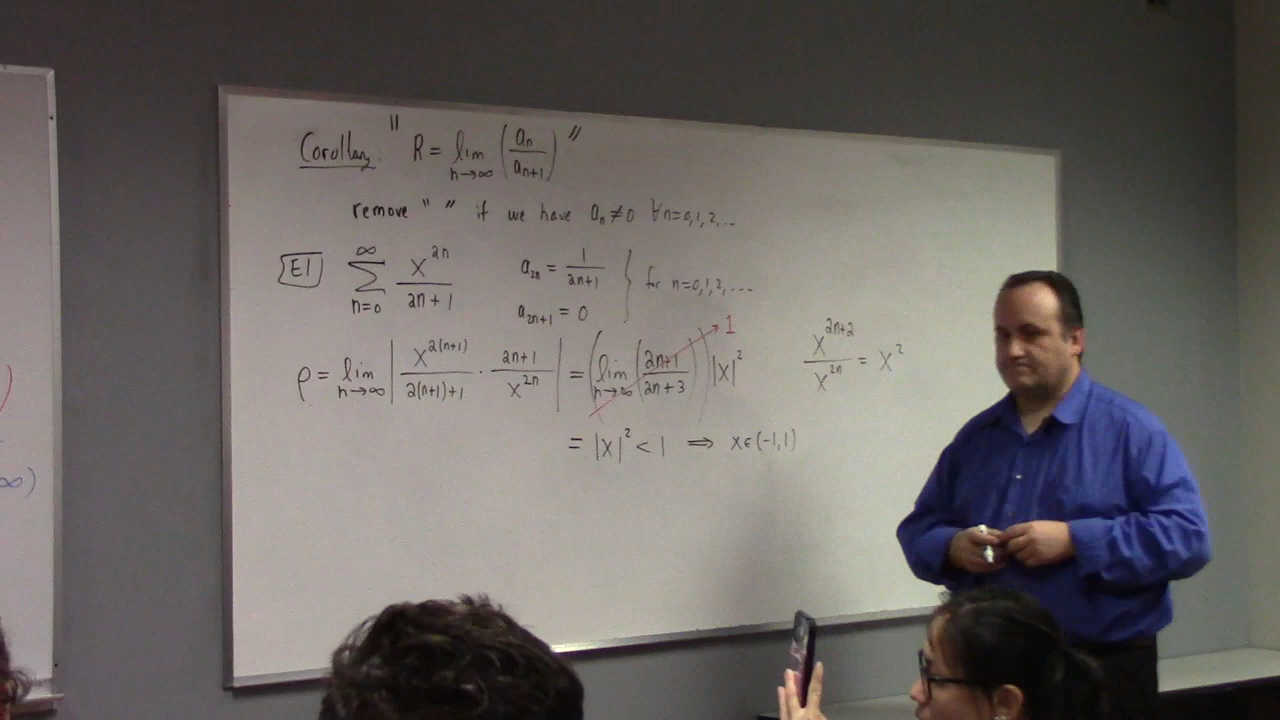 Corollary: " R = lim n→∞ (an/an+1) "
remove " " if we have an ≠ 0 ∀n=0,1,2,...
E1 ∑ n=0 ∞ x^2n/2n+1 a2n = 1/2n+1 } for n=0,1,2,....
a2n+1 = 0
ρ = lim n→∞ | x^2(n+1)/2(n+1)+1 · 2n+1/x^2n | = (lim n→∞ (2n+1/2n+3)) |x|^2 1 x^2n+2/x^2n = x^2
= |x|^2 < 1 ⟹ x∈(-1,1)
∞)